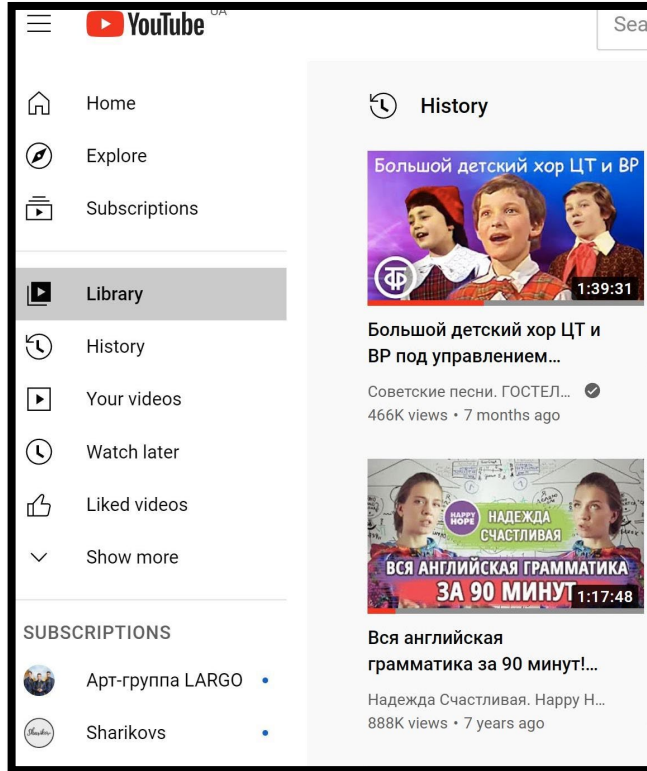 YouTube UA
Sea
Home
Explore
Subscriptions
Library
History
Your videos
Watch later
Liked videos
Show more
SUBSCRIPTIONS
Арт-группа LARGO
Sharikovs
History
Большой детский хор ЦТ и ВР
1:39:31
Большой детский хор ЦТ и
ВР под управлением...
Советские песни. ГОСТЕЛ...
466K views • 7 months ago
HAPPY
HOPE
НАДЕЖДА
СЧАСТЛИВАЯ
ВСЯ АНГЛИЙСКАЯ ГРАММАТИКА
ЗА 90 МИНУТ
1:17:48
Вся английская
грамматика за 90 минут!...
Надежда Счастливая. Happy H...
888K views • 7 years ago